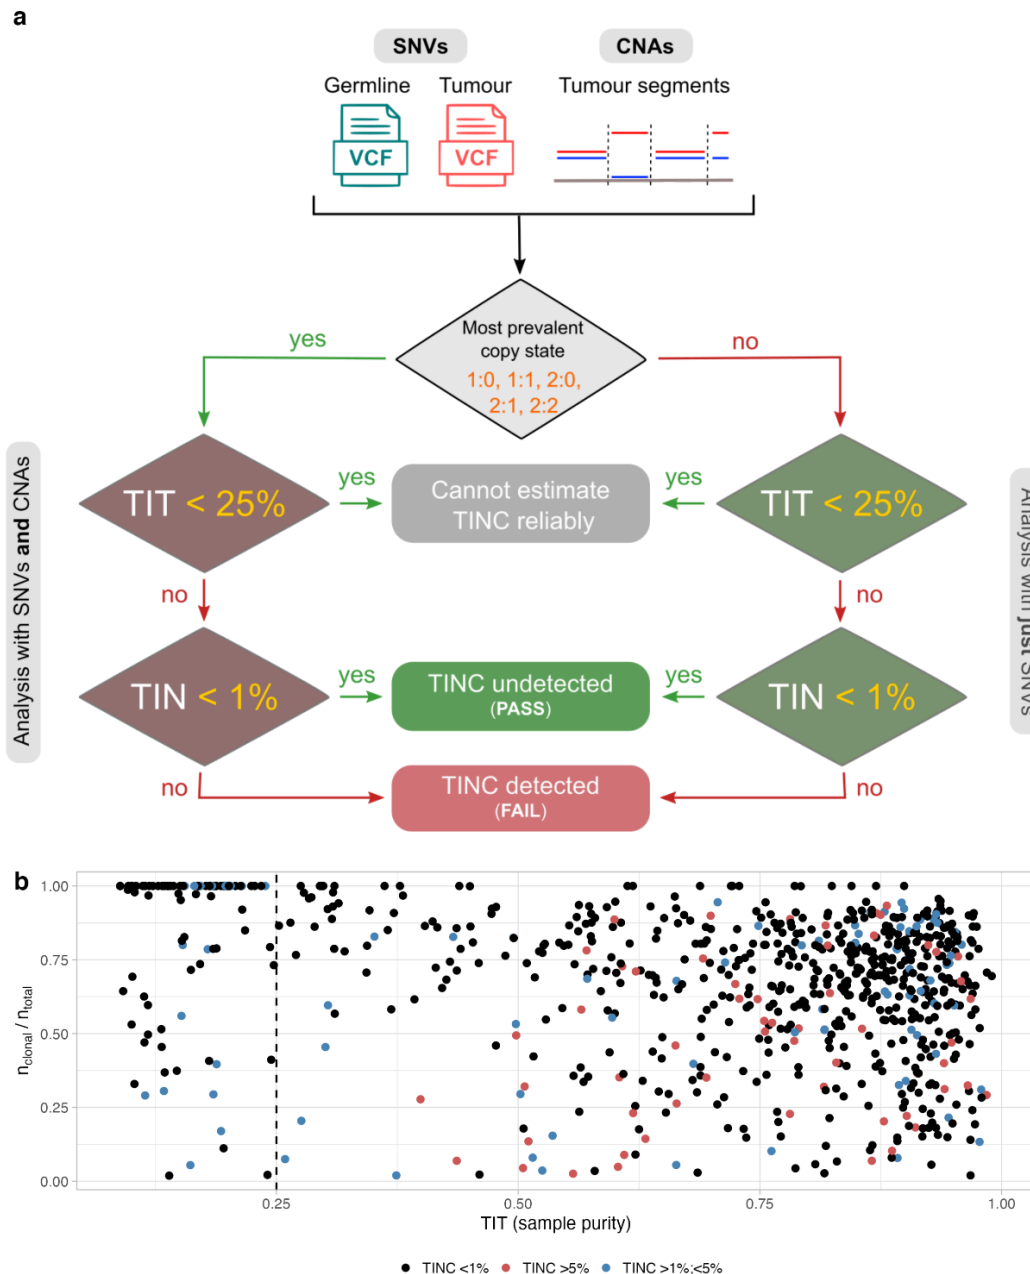 a
SNVs
CNAs
Germline
Tumour
Tumour segments
VCF
VCF
Most prevalent
copy state
1:0, 1:1, 2:0,
2:1, 2:2
yes
no
Analysis with SNVs and CNAs
Analysis with just SNVs
TIT < 25%
yes
Cannot estimate
TINC reliably
yes
TIT < 25%
no
no
TIN < 1%
yes
TINC undetected
(PASS)
yes
TIN < 1%
no
TINC detected
(FAIL)
no
b
1.00
0.75
0.50
0.25
0.00
nclonal / ntotal
0.25
0.50
0.75
1.00
TIT (sample purity)
TINC <1%
TINC >5%
TINC >1%;<5%